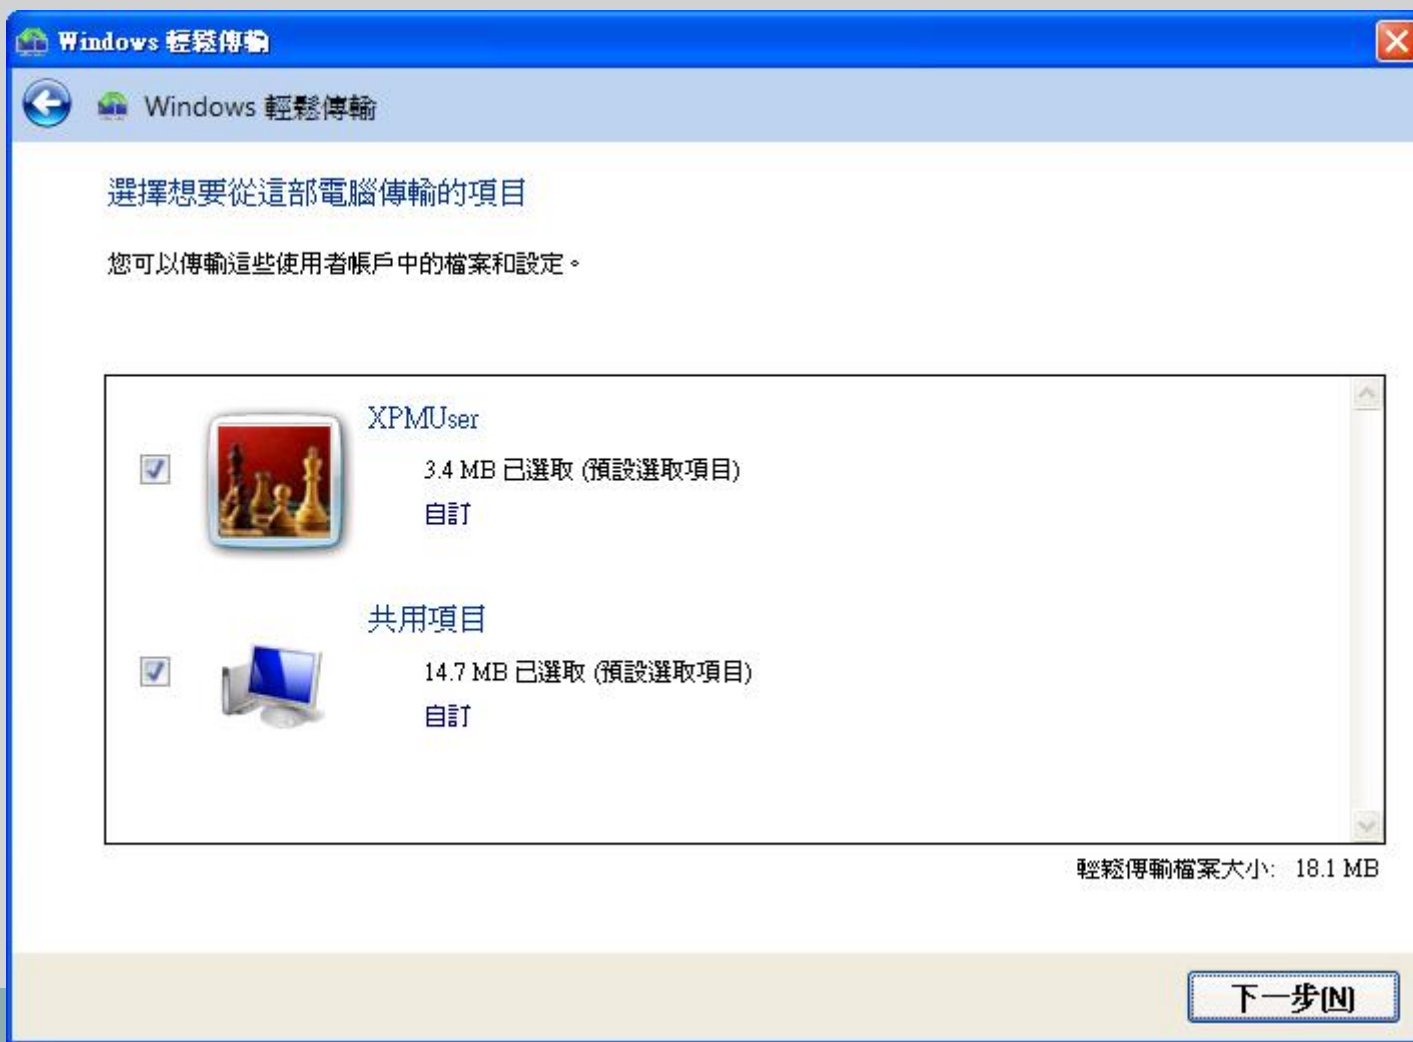 Windows 輕鬆傳輸
Windows 輕鬆傳輸
選擇想要從這部電腦傳輸的項目
您可以傳輸這些使用者帳戶中的檔案和設定。
XPMUser
3.4 MB 已選取 (預設選取項目)
自訂
共用項目
14.7 MB 已選取 (預設選取項目)
自訂
輕鬆傳輸檔案大小: 18.1 MB
下一步(N)